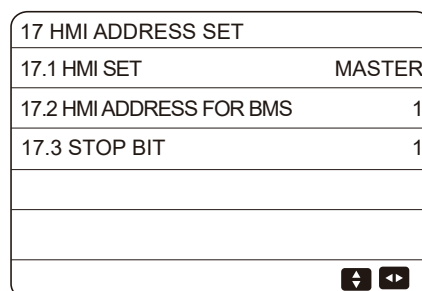 17 HMI ADDRESS SET
17.1 HMI SET MASTER
17.2 HMI ADDRESS FOR BMS 1
17.3 STOP BIT 1